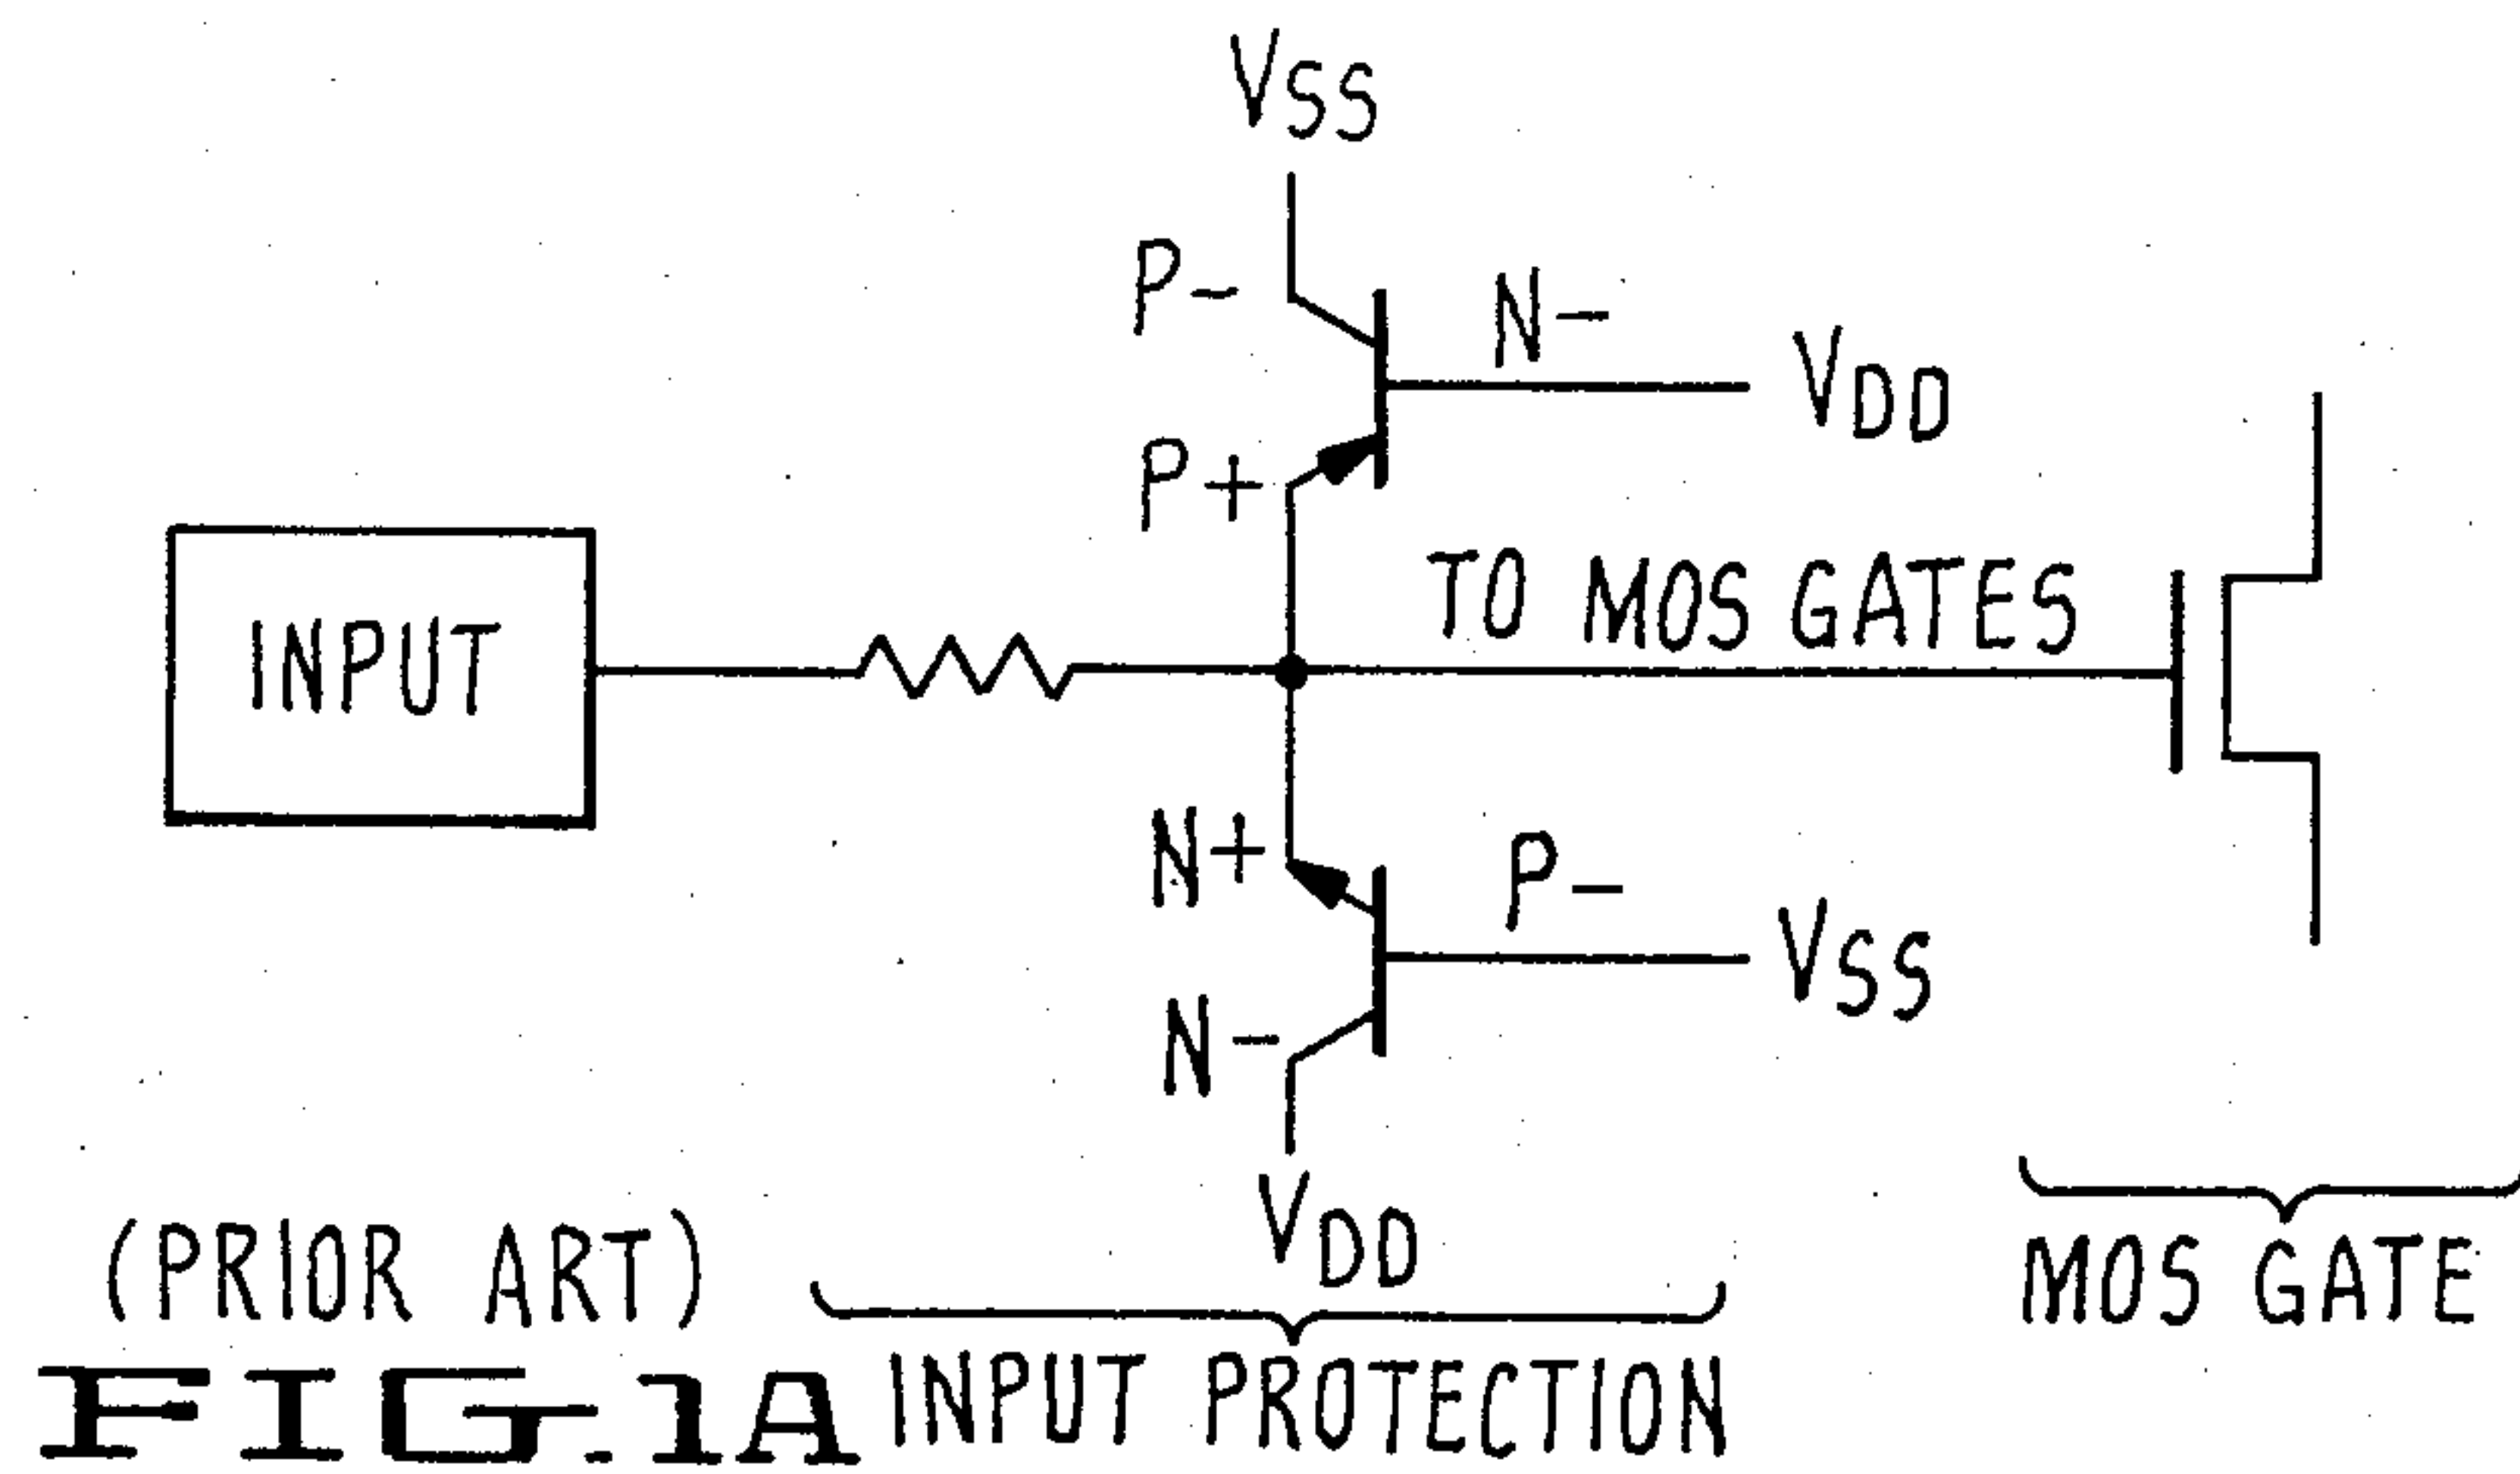 VSS
P-
N-
VDD
P+
TO MOS GATES
INPUT
N+
P-
VSS
N-
VDD
(PRIOR ART)
MOS GATE
FIG.1A
INPUT PROTECTION